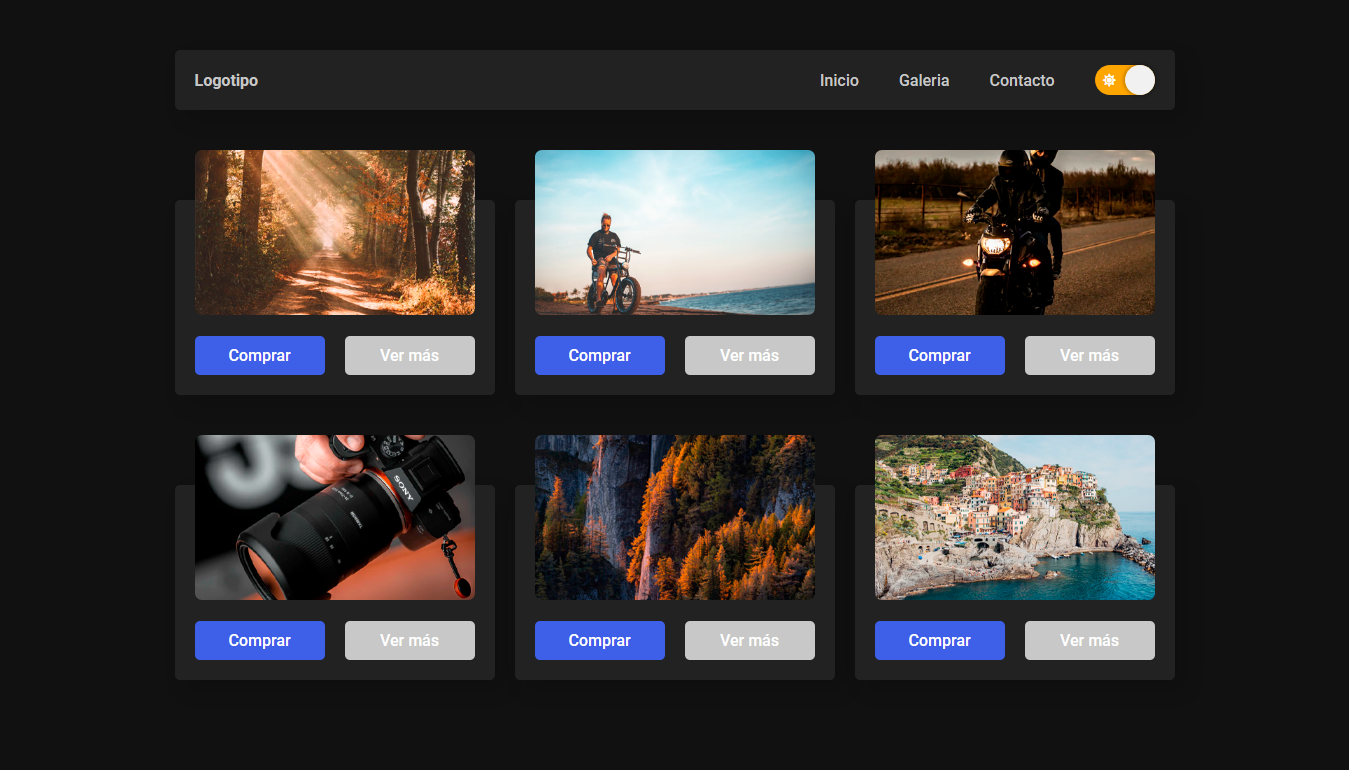 Logotipo
Inicio
Galeria
Contacto
Comprar
Ver más
Comprar
Ver más
Comprar
Ver más
SONY
Comprar
Ver más
Comprar
Ver más
Comprar
Ver más